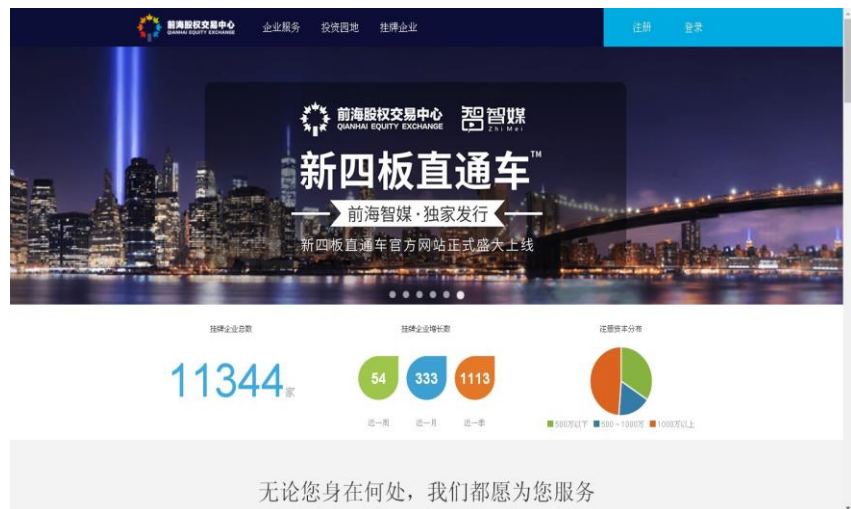 前海股权交易中心
QIANHAI EQUITY EXCHANGE
企业服务 投资园地 挂牌企业 注册 登录
前海股权交易中心 智媒
QIANHAI EQUITY EXCHANGE Zhi Mei
新四板直通车™
前海智媒·独家发行
新四板直通车官方网站正式盛大上线
挂牌企业总数 挂牌企业增长数 注册资本分布
11344家
54 333 1113
近一周 近一月 近一季
500万以下 500~1000万 1000万以上
无论您身在何处，我们都愿为您服务